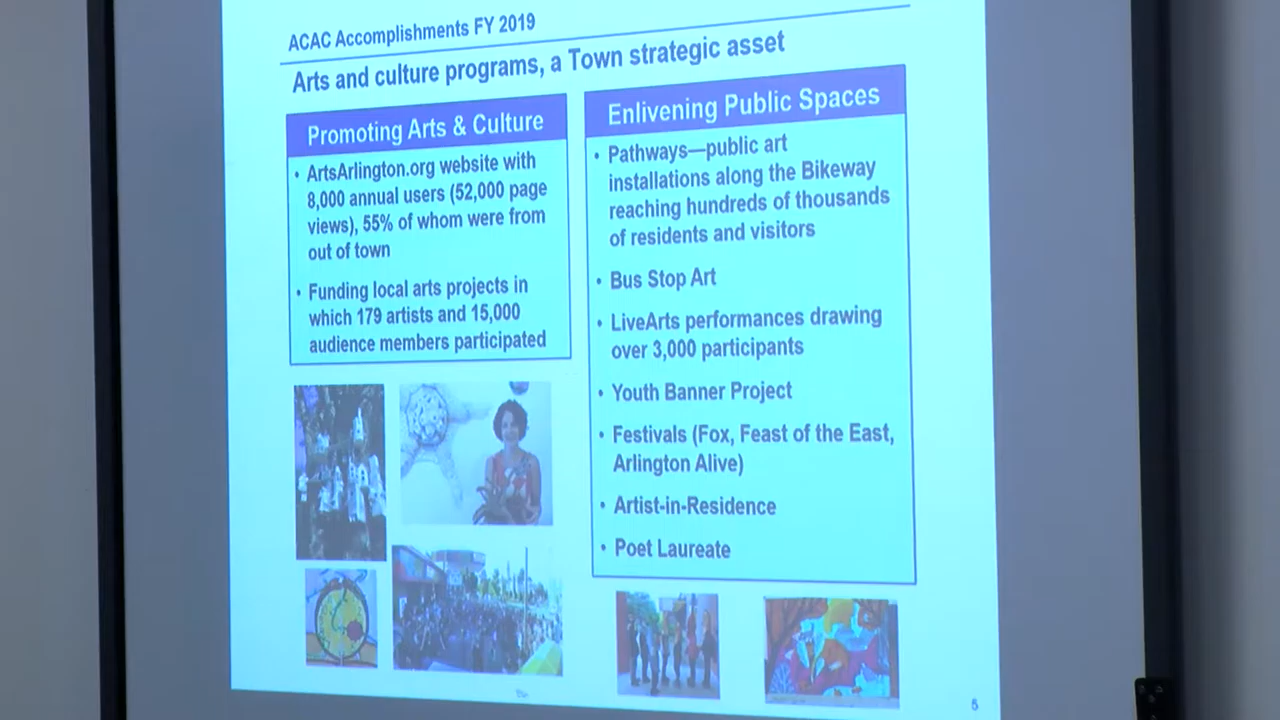 ACAC Accomplishments FY 2019
Arts and culture programs, a Town strategic asset
Promoting Arts & Culture
• ArtsArlington.org website with
8,000 annual users (52,000 page
views), 55% of whom were from
out of town
• Funding local arts projects in
which 179 artists and 15,000
audience members participated
Enlivening Public Spaces
• Pathways—public art
installations along the Bikeway
reaching hundreds of thousands
of residents and visitors
• Bus Stop Art
• LiveArts performances drawing
over 3,000 participants
• Youth Banner Project
• Festivals (Fox, Feast of the East,
Arlington Alive)
• Artist-in-Residence
• Poet Laureate